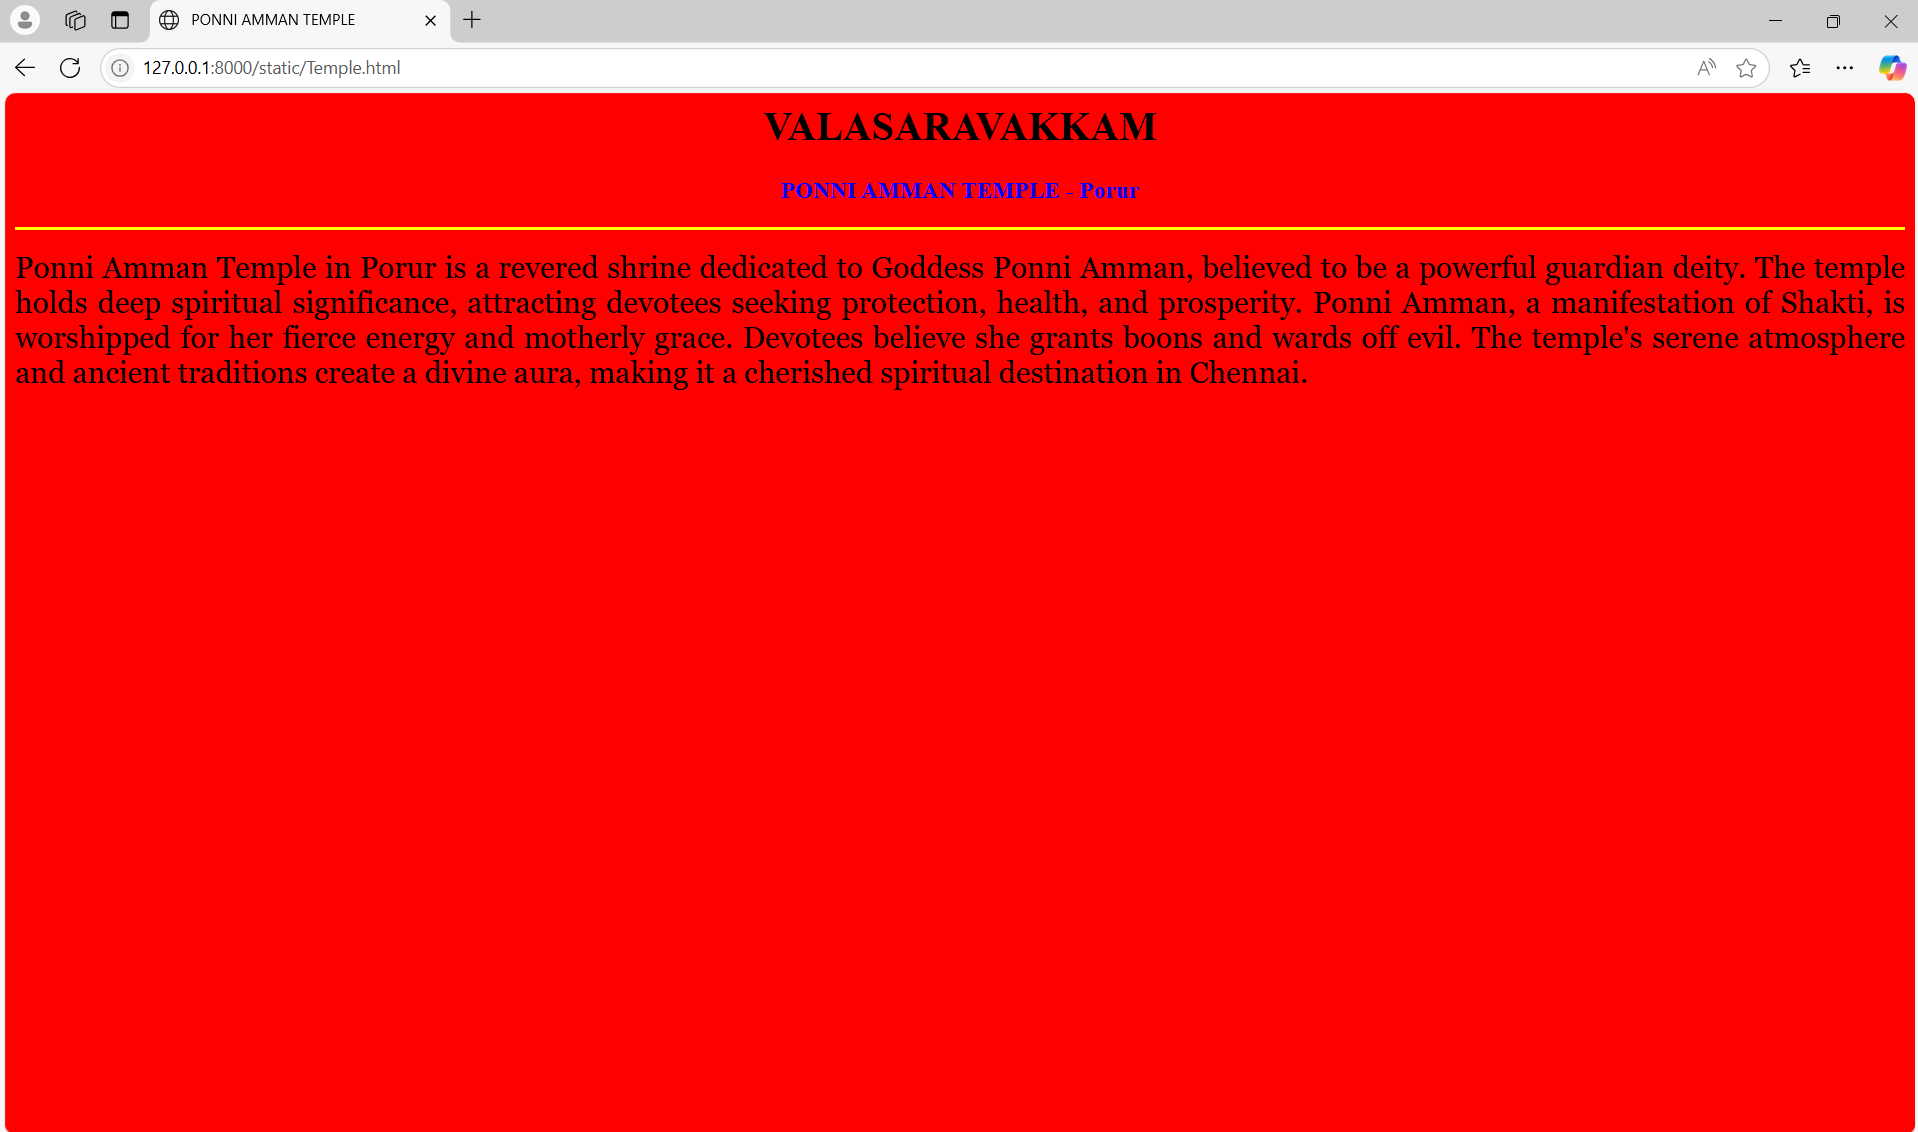 PONNI AMMAN TEMPLE
127.0.0.1:8000/static/Temple.html
VALASARAVAKKAM
PONNI AMMAN TEMPLE - Porur
Ponni Amman Temple in Porur is a revered shrine dedicated to Goddess Ponni Amman, believed to be a powerful guardian deity. The temple
holds deep spiritual significance, attracting devotees seeking protection, health, and prosperity. Ponni Amman, a manifestation of Shakti, is
worshipped for her fierce energy and motherly grace. Devotees believe she grants boons and wards off evil. The temple's serene atmosphere
and ancient traditions create a divine aura, making it a cherished spiritual destination in Chennai.